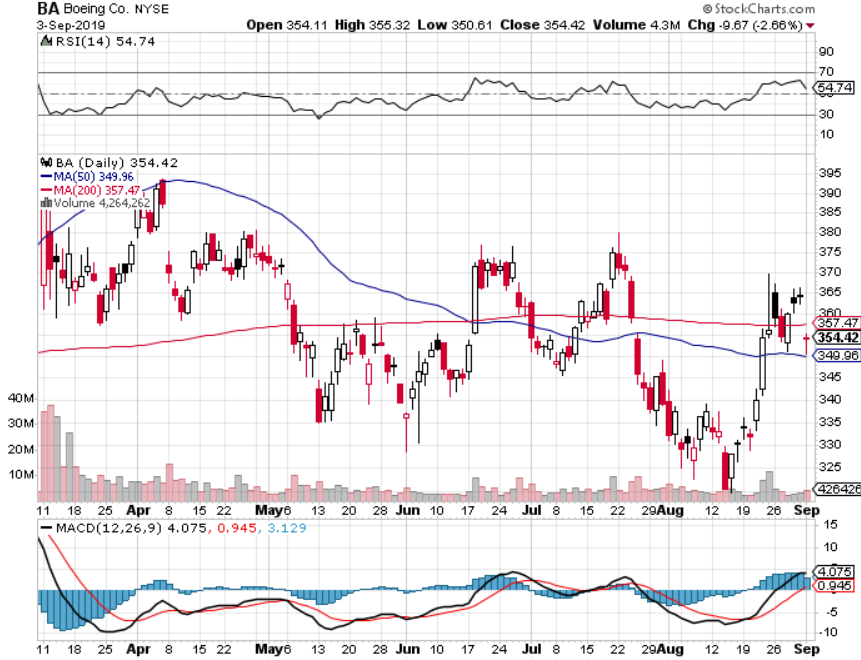 BA Boeing Co. NYSE © StockCharts.com
3-Sep-2019 Open 354.11 High 355.32 Low 350.61 Close 354.42 Volume 4.3M Chg -9.67 (-2.66%)
RSI(14) 54.74
90
70
54.74
30
10
BA (Daily) 354.42
MA(50) 349.96
MA(200) 357.47
Volume 4,264,262
395
390
385
380
375
370
365
360
357.47
354.42
349.96
345
340
335
330
325
426426
40M
30M
20M
10M
11 18 25 Apr 8 15 22 May 6 13 20 28 Jun 10 17 24 Jul 8 15 22 29 Aug 12 19 26 Sep
MACD(12,26,9) 4.075, 0.945, 3.129
15
10
4.075
0.945
-5
-10
11 18 25 Apr 8 15 22 May 6 13 20 28 Jun 10 17 24 Jul 8 15 22 29 Aug 12 19 26 Sep